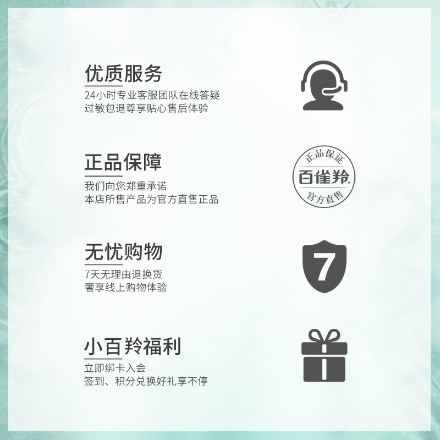 优质服务
24小时专业客服团队在线答疑
过敏包退尊享贴心售后体验
正品保障
我们向您郑重承诺
本店所售产品为官方直售正品
正品保证
百雀羚
官方直售
无忧购物
7天无理由退换货
奢享线上购物体验
7
小百羚福利
立即绑卡入会
签到、积分兑换好礼享不停